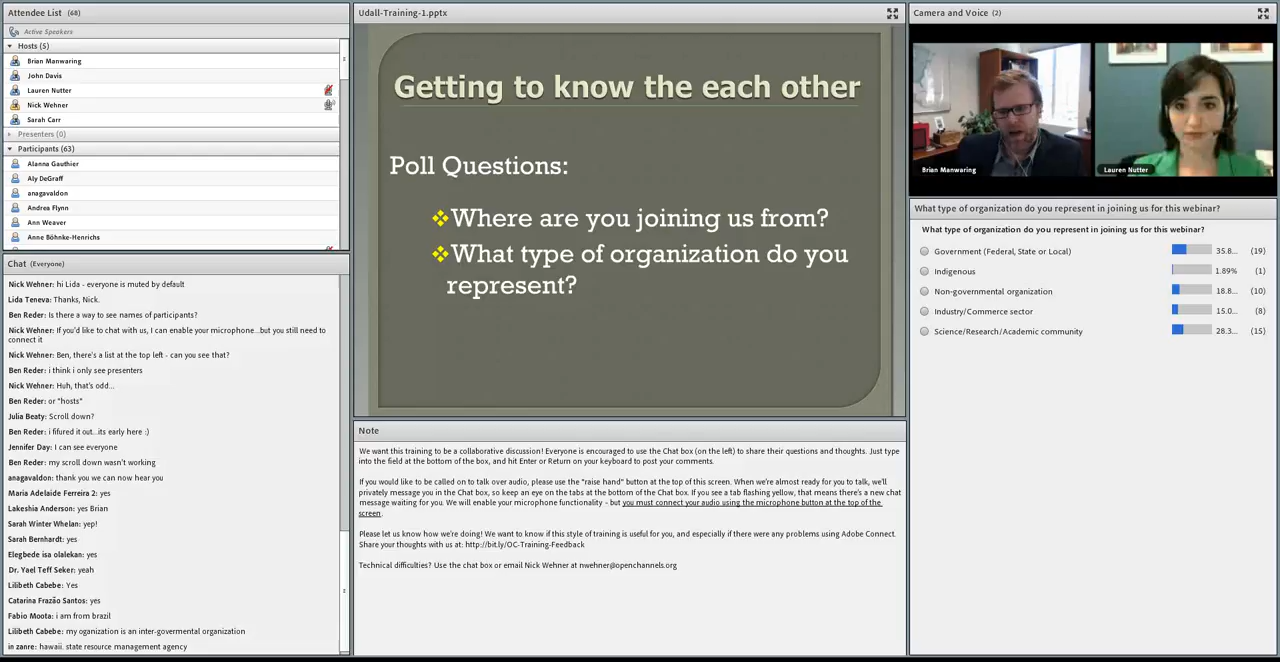 Attendee List (68)
Active Speakers
Hosts (5)
Brian Manwaring
John Davis
Lauren Nutter
Nick Wehner
Sarah Carr
Presenters (0)
Participants (63)
Alanna Gauthier
Aly DeGraff
anagavaldon
Andrea Flynn
Ann Weaver
Anne Böhnke-Henrichs
Chat (Everyone)
Nick Wehner: hi Lida - everyone is muted by default
Lida Teneva: Thanks, Nick.
Ben Reder: Is there a way to see names of participants?
Nick Wehner: If you'd like to chat with us, I can enable your microphone...but you still need to
connect it
Nick Wehner: Ben, there's a list at the top left - can you see that?
Ben Reder: i think i only see presenters
Nick Wehner: Huh, that's odd...
Ben Reder: or "hosts"
Julia Beaty: Scroll down?
Ben Reder: i fifured it out..its early here :)
Jennifer Day: I can see everyone
Ben Reder: my scroll down wasn't working
anagavaldon: thank you we can now hear you
Maria Adelaide Ferreira 2: yes
Lakeshia Anderson: yes Brian
Sarah Winter Whelan: yep!
Sarah Bernhardt: yes
Elegbede isa olalekan: yes
Dr. Yael Teff Seker: yeah
Lilibeth Cabebe: Yes
Catarina Frazão Santos: yes
Fabio Moota: i am from brazil
Lilibeth Cabebe: my oganization is an inter-govermental organization
in zanre: hawaii. state resource management agency
Udall-Training-1.pptx
Getting to know the each other
Poll Questions:
Where are you joining us from?
What type of organization do you
represent?
Note
We want this training to be a collaborative discussion! Everyone is encouraged to use the Chat box (on the left) to share their questions and thoughts. Just type
into the field at the bottom of the box, and hit Enter or Return on your keyboard to post your comments.
If you would like to be called on to talk over audio, please use the "raise hand" button at the top of this screen. When we're almost ready for you to talk, we'll
privately message you in the Chat box, so keep an eye on the tabs at the bottom of the Chat box. If you see a tab flashing yellow, that means there's a new chat
message waiting for you. We will enable your microphone functionality - but you must connect your audio using the microphone button at the top of the
screen.
Please let us know how we're doing! We want to know if this style of training is useful for you, and especially if there were any problems using Adobe Connect.
Share your thoughts with us at: http://bit.ly/OC-Training-Feedback
Technical difficulties? Use the chat box or email Nick Wehner at nwehner@openchannels.org
Camera and Voice (2)
Brian Manwaring
Lauren Nutter
What type of organization do you represent in joining us for this webinar?
What type of organization do you represent in joining us for this webinar?
Government (Federal, State or Local) 35.8... (19)
Indigenous 1.89% (1)
Non-governmental organization 18.8... (10)
Industry/Commerce sector 15.0... (8)
Science/Research/Academic community 28.3... (15)